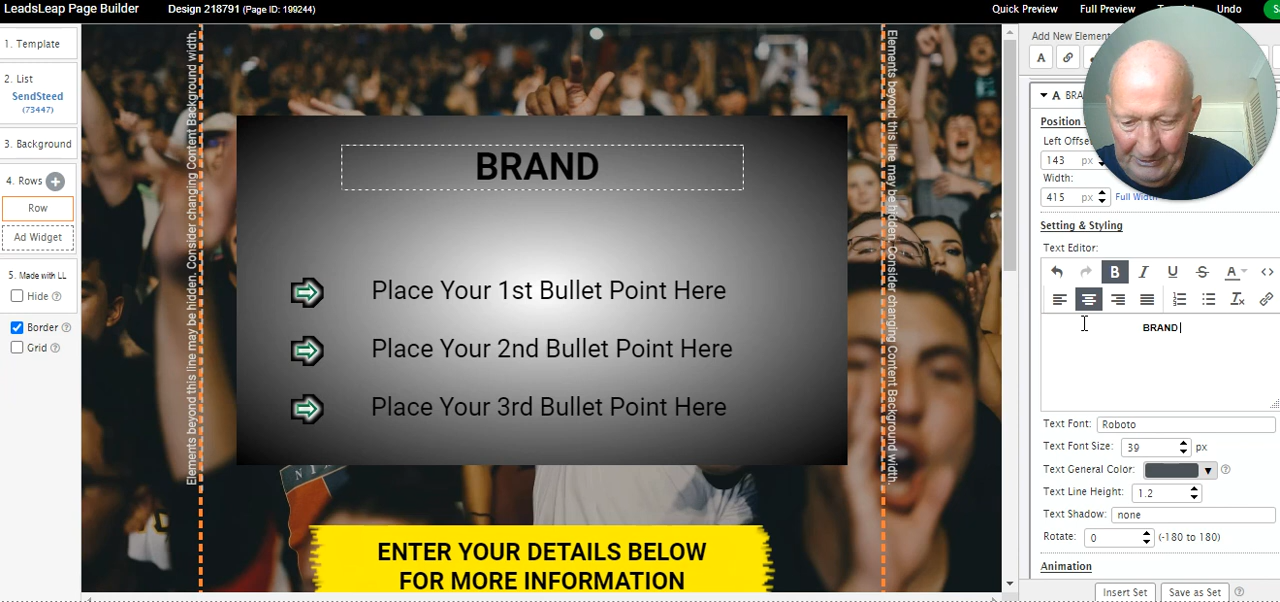 LeadsLeap Page Builder
Design 218791 (Page ID: 199244)
Quick Preview
Full Preview
Undo
1. Template
2. List
SendSteed
(73447)
3. Background
4. Rows
Row
Ad Widget
5. Made with LL
Hide
Border
Grid
Elements beyond this line may be hidden. Consider changing Content Background width.
BRAND
Place Your 1st Bullet Point Here
Place Your 2nd Bullet Point Here
Place Your 3rd Bullet Point Here
ENTER YOUR DETAILS BELOW
FOR MORE INFORMATION
Elements beyond this line may be hidden. Consider changing Content Background width.
Add New Element
A
A BRA
Position
Left Offse
143 px
Width:
415 px Full Width
Setting & Styling
Text Editor:
B I U S A <>
BRAND
Text Font: Roboto
Text Font Size: 39 px
Text General Color:
Text Line Height: 1.2
Text Shadow: none
Rotate: 0 (-180 to 180)
Animation
Insert Set
Save as Set